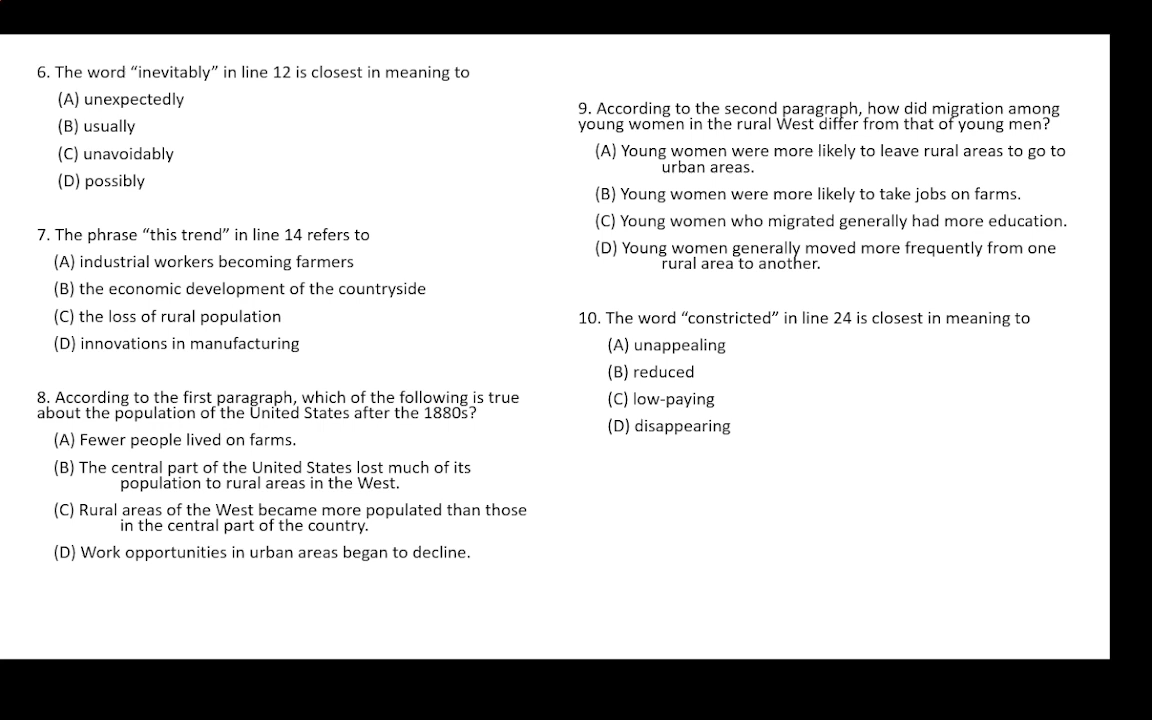 6. The word “inevitably” in line 12 is closest in meaning to
(A) unexpectedly
(B) usually
(C) unavoidably
(D) possibly
7. The phrase “this trend” in line 14 refers to
(A) industrial workers becoming farmers
(B) the economic development of the countryside
(C) the loss of rural population
(D) innovations in manufacturing
8. According to the first paragraph, which of the following is true
about the population of the United States after the 1880s?
(A) Fewer people lived on farms.
(B) The central part of the United States lost much of its
population to rural areas in the West.
(C) Rural areas of the West became more populated than those
in the central part of the country.
(D) Work opportunities in urban areas began to decline.
9. According to the second paragraph, how did migration among
young women in the rural West differ from that of young men?
(A) Young women were more likely to leave rural areas to go to
urban areas.
(B) Young women were more likely to take jobs on farms.
(C) Young women who migrated generally had more education.
(D) Young women generally moved more frequently from one
rural area to another.
10. The word “constricted” in line 24 is closest in meaning to
(A) unappealing
(B) reduced
(C) low-paying
(D) disappearing